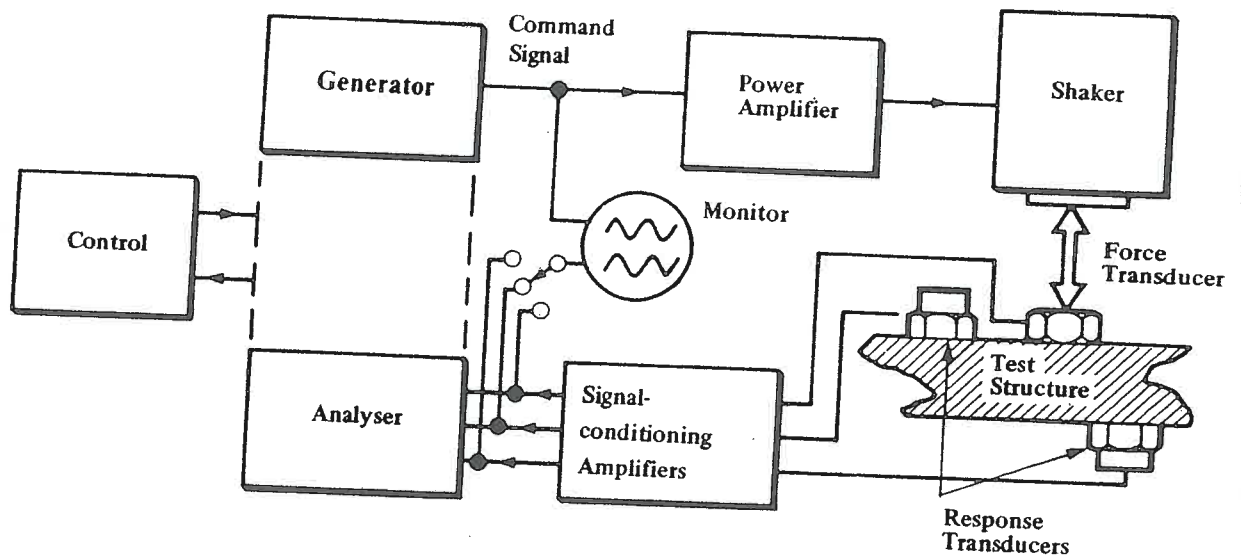 Command
Signal
Generator
Power
Amplifier
Shaker
Control
Monitor
Force
Transducer
Test
Structure
Analyser
Signal-
conditioning
Amplifiers
Response
Transducers